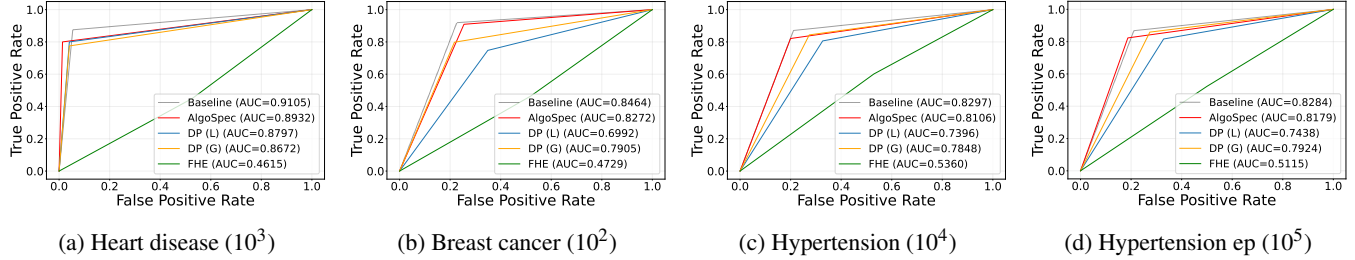 True Positive Rate
1.0
0.8
0.6
0.4
0.2
0.0
Baseline (AUC=0.9105)
AlgoSpec (AUC=0.8932)
DP (L) (AUC=0.8797)
DP (G) (AUC=0.8672)
FHE (AUC=0.4615)
0.0 0.2 0.4 0.6 0.8 1.0
False Positive Rate
(a) Heart disease (10³)
True Positive Rate
1.0
0.8
0.6
0.4
0.2
0.0
Baseline (AUC=0.8464)
AlgoSpec (AUC=0.8272)
DP (L) (AUC=0.6992)
DP (G) (AUC=0.7905)
FHE (AUC=0.4729)
0.0 0.2 0.4 0.6 0.8 1.0
False Positive Rate
(b) Breast cancer (10²)
True Positive Rate
1.0
0.8
0.6
0.4
0.2
0.0
Baseline (AUC=0.8297)
AlgoSpec (AUC=0.8106)
DP (L) (AUC=0.7396)
DP (G) (AUC=0.7848)
FHE (AUC=0.5360)
0.0 0.2 0.4 0.6 0.8 1.0
False Positive Rate
(c) Hypertension (10⁴)
True Positive Rate
1.0
0.8
0.6
0.4
0.2
0.0
Baseline (AUC=0.8284)
AlgoSpec (AUC=0.8179)
DP (L) (AUC=0.7438)
DP (G) (AUC=0.7924)
FHE (AUC=0.5115)
0.0 0.2 0.4 0.6 0.8 1.0
False Positive Rate
(d) Hypertension ep (10⁵)